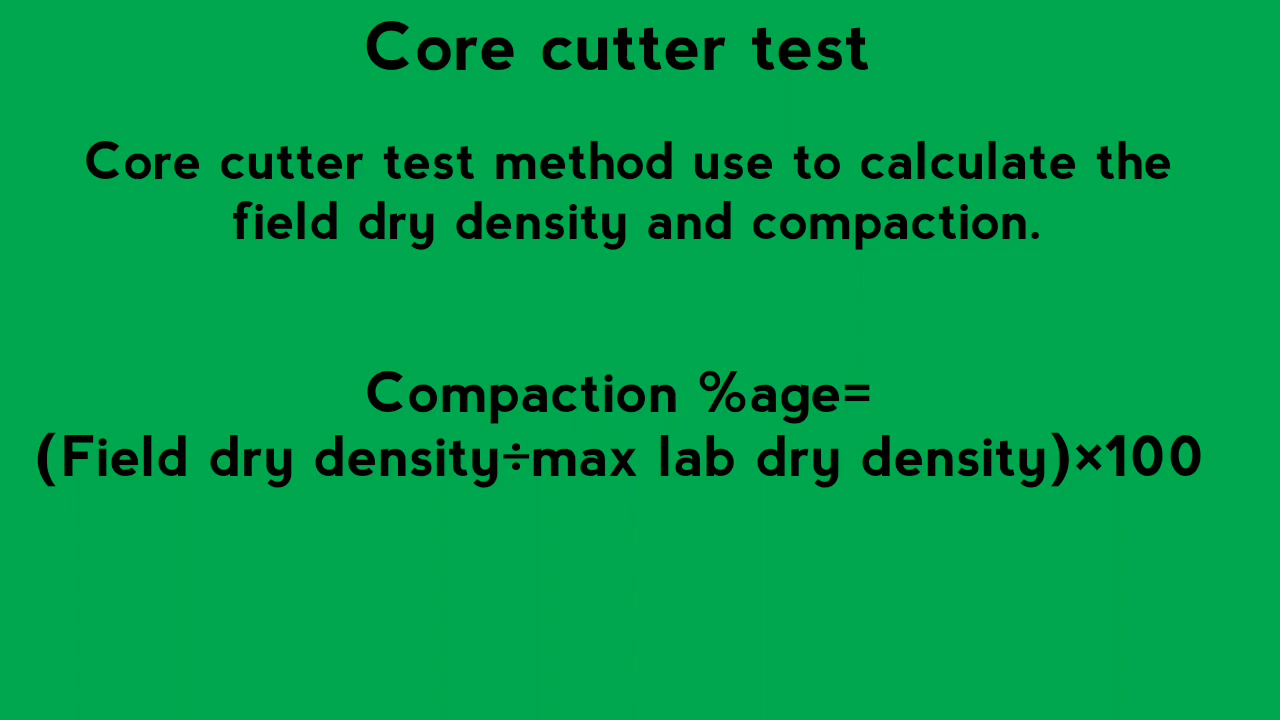 Core cutter test
Core cutter test method use to calculate the
field dry density and compaction.
Compaction %age=
(Field dry density÷max lab dry density)×100